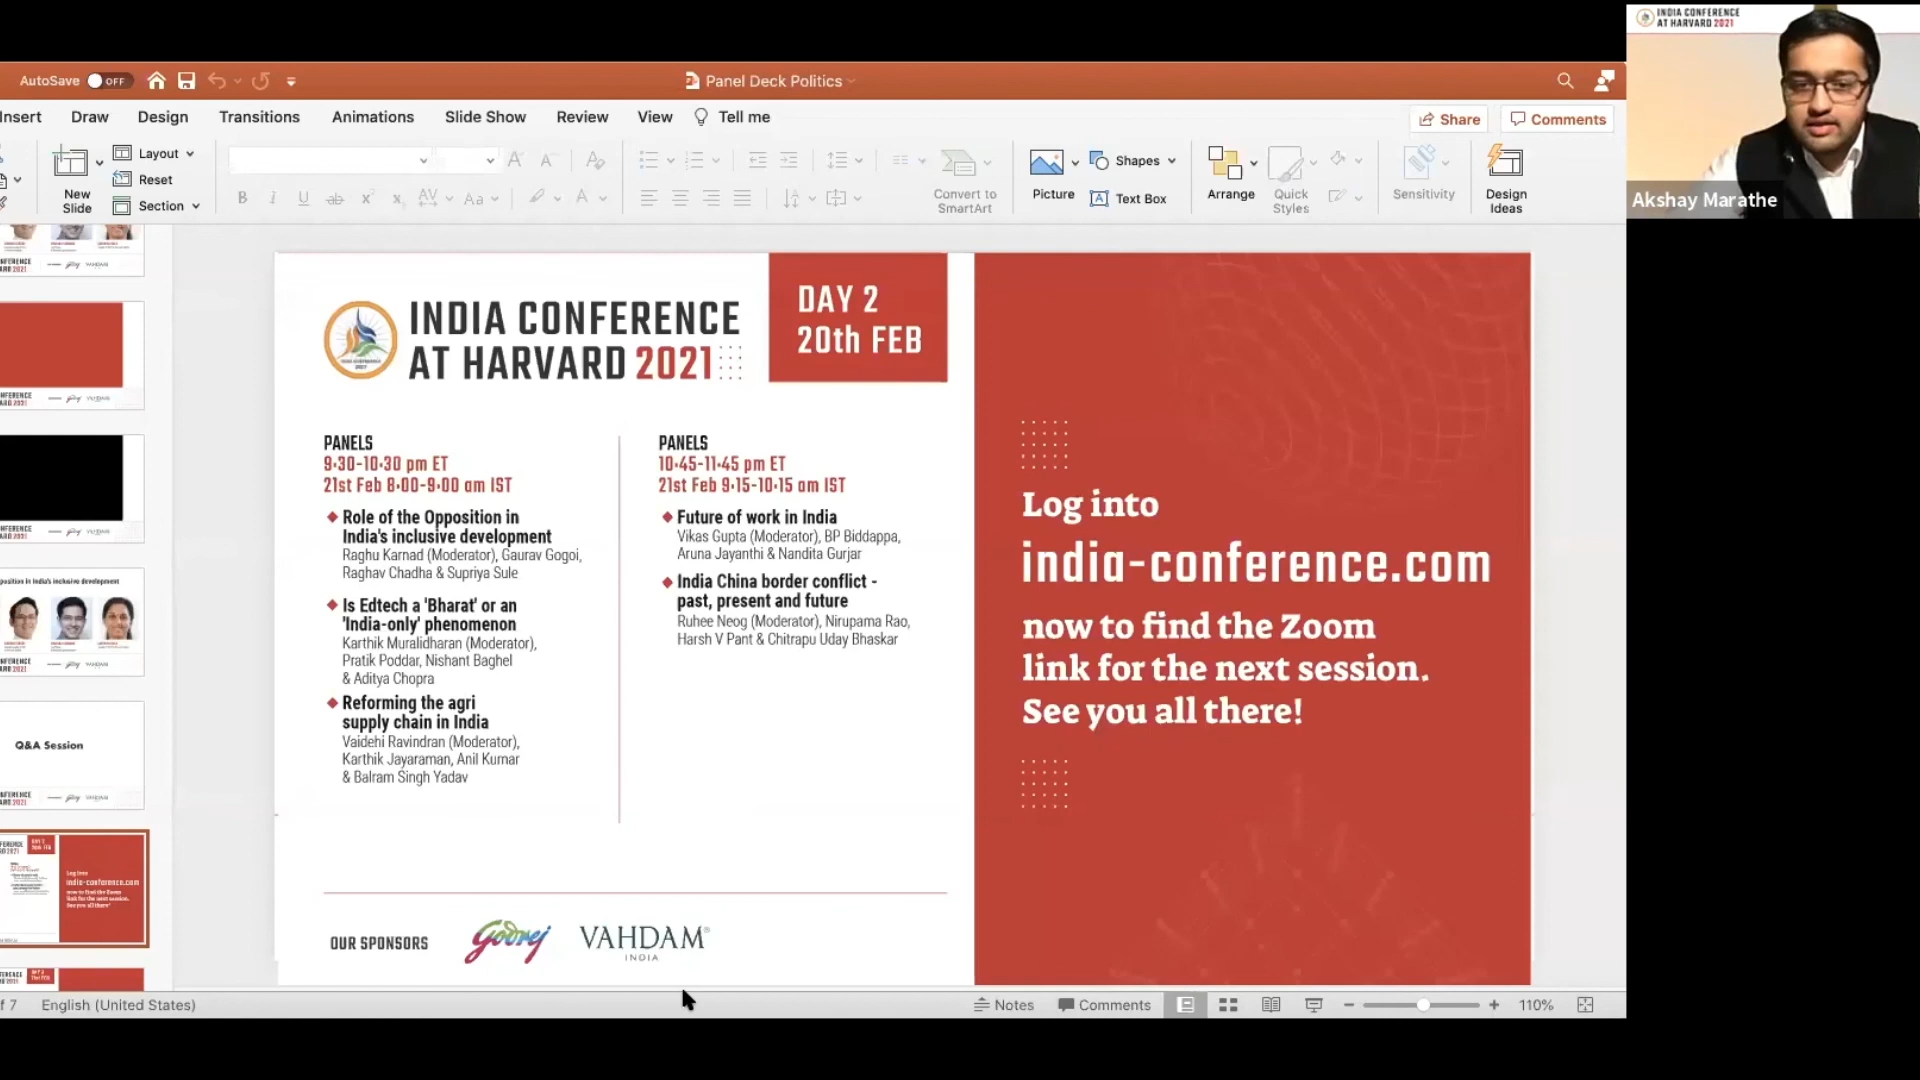 INDIA CONFERENCE
AT HARVARD 2021
Akshay Marathe
AutoSave OFF
Panel Deck Politics
nsert Draw Design Transitions Animations Slide Show Review View Tell me
Share Comments
New
Slide
Layout
Reset
Section
Convert to
SmartArt
Picture
Shapes
Text Box
Arrange
Quick
Styles
Sensitivity
Design
Ideas
INDIA CONFERENCE
AT HARVARD 2021
DAY 2
20th FEB
PANELS
9:30-10:30 pm ET
21st Feb 8:00-9:00 am IST
Role of the Opposition in
India's inclusive development
Raghu Karnad (Moderator), Gaurav Gogoi,
Raghav Chadha & Supriya Sule
Is Edtech a 'Bharat' or an
'India-only' phenomenon
Karthik Muralidharan (Moderator),
Pratik Poddar, Nishant Baghel
& Aditya Chopra
Reforming the agri
supply chain in India
Vaidehi Ravindran (Moderator),
Karthik Jayaraman, Anil Kumar
& Balram Singh Yadav
PANELS
10:45-11:45 pm ET
21st Feb 9:15-10:15 am IST
Future of work in India
Vikas Gupta (Moderator), BP Biddappa,
Aruna Jayanthi & Nandita Gurjar
India China border conflict -
past, present and future
Ruhee Neog (Moderator), Nirupama Rao,
Harsh V Pant & Chitrapu Uday Bhaskar
Log into
india-conference.com
now to find the Zoom
link for the next session.
See you all there!
OUR SPONSORS
Godrej
VAHDAM®
INDIA
position in India's inclusive development
Q&A Session
f 7 English (United States)
Notes Comments 110%